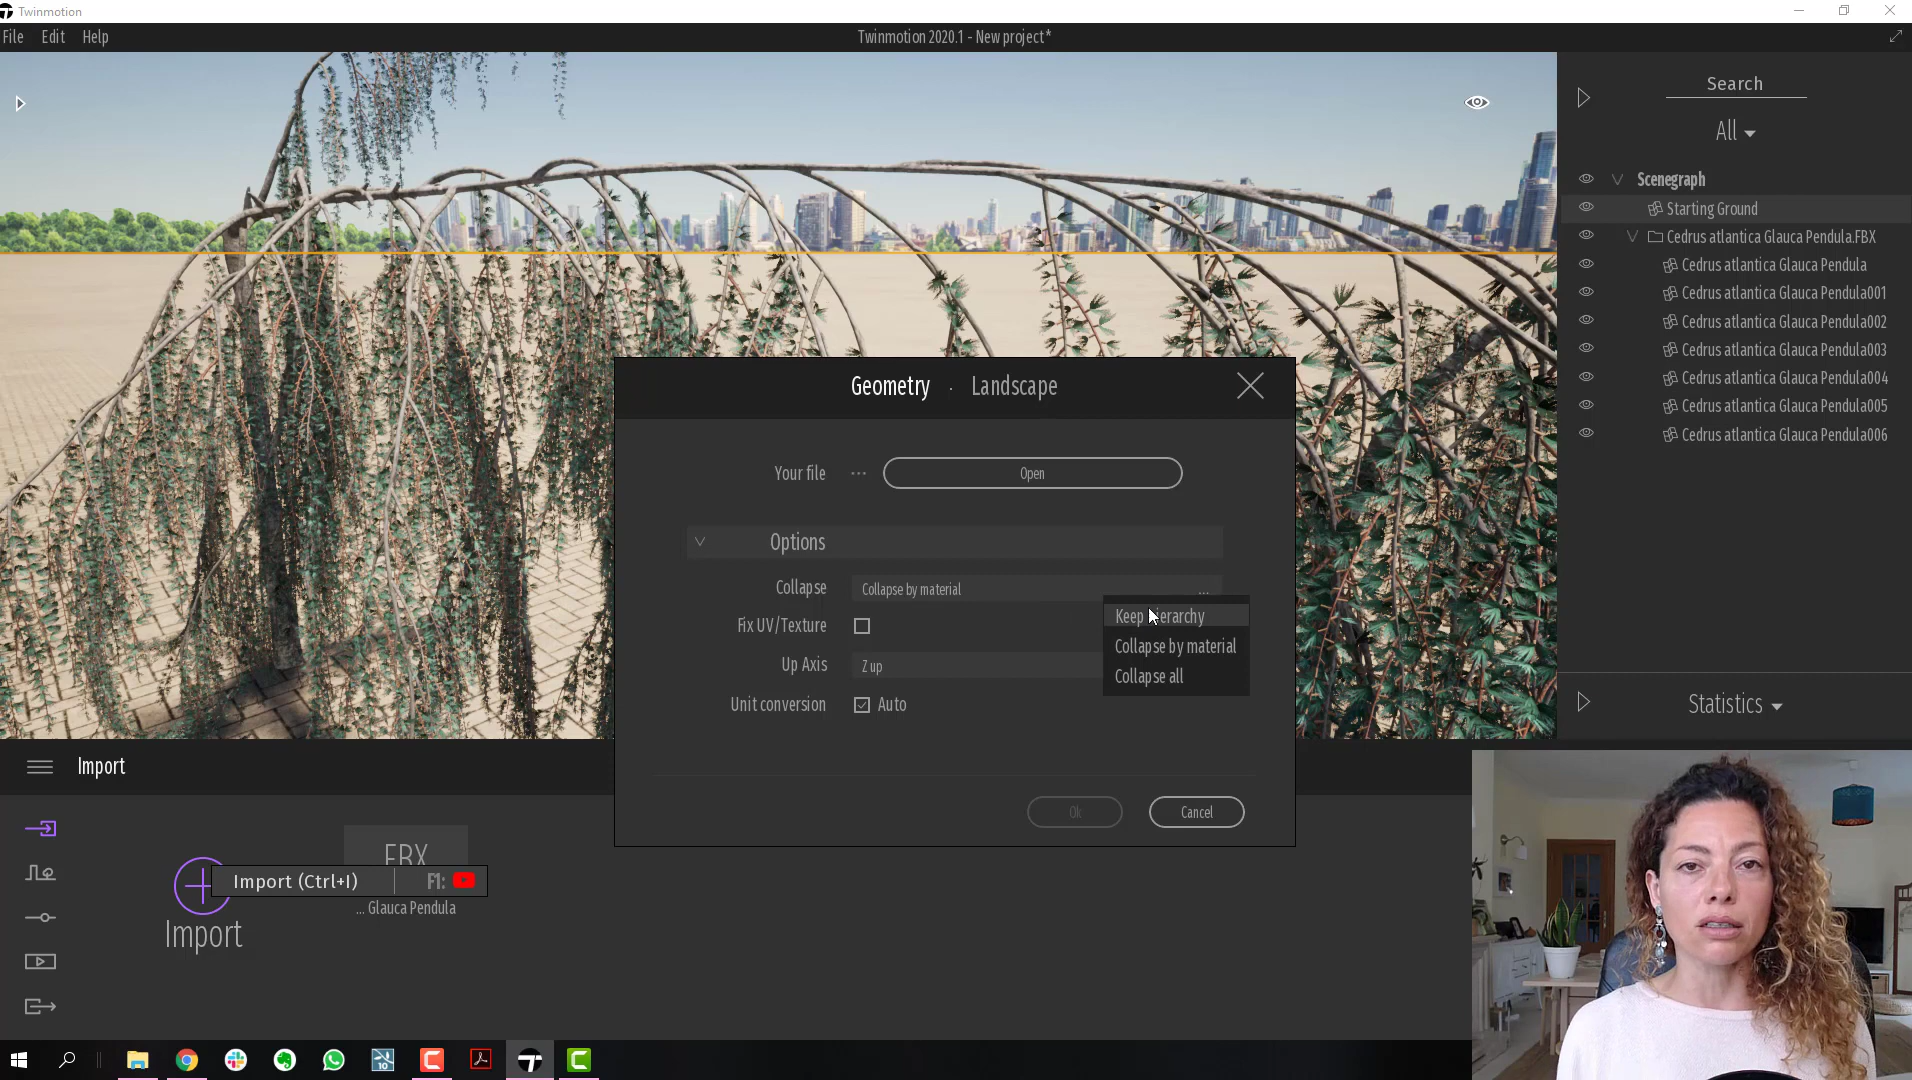 Twinmotion
File Edit Help
Twinmotion 2020.1 - New project*
Search
All
Scenegraph
Starting Ground
Cedrus atlantica Glauca Pendula.FBX
Cedrus atlantica Glauca Pendula
Cedrus atlantica Glauca Pendula001
Cedrus atlantica Glauca Pendula002
Cedrus atlantica Glauca Pendula003
Cedrus atlantica Glauca Pendula004
Cedrus atlantica Glauca Pendula005
Cedrus atlantica Glauca Pendula006
Statistics
Geometry · Landscape
Your file ... Open
Options
Collapse Collapse by material ...
Keep hierarchy
Collapse by material
Collapse all
Fix UV/Texture
Up Axis Z up
Unit conversion Auto
Ok Cancel
Import
FBX
Import (Ctrl+I) F1:
... Glauca Pendula
Import
10